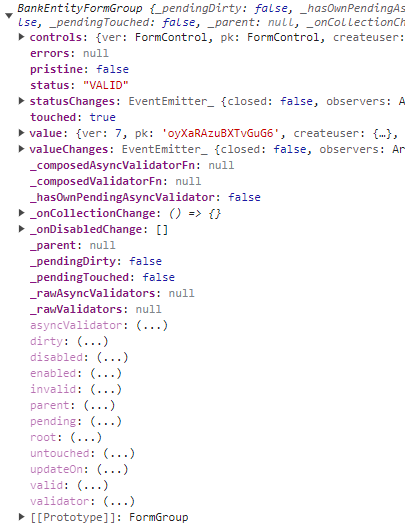 BankEntityFormGroup {_pendingDirty: false, _hasOwnPending
lse, _pendingTouched: false, _parent: null, _onCollectionCh
controls: {ver: FormControl, pk: FormControl, createuser:
errors: null
pristine: false
status: "VALID"
statusChanges: EventEmitter_ {closed: false, observers: Ar
touched: true
value: {ver: 7, pk: 'oyXaRAzuBXTvGuG6', createuser: {…},
valueChanges: EventEmitter_ {closed: false, observers: Arr
_composedAsyncValidatorFn: null
_composedValidatorFn: null
_hasOwnPendingAsyncValidator: false
_onCollectionChange: () => {}
_onDisabledChange: []
_parent: null
_pendingDirty: false
_pendingTouched: false
_rawAsyncValidators: null
_rawValidators: null
asyncValidator: (...)
dirty: (...)
disabled: (...)
enabled: (...)
invalid: (...)
parent: (...)
pending: (...)
root: (...)
untouched: (...)
updateOn: (...)
valid: (...)
validator: (...)
[[Prototype]]: FormGroup